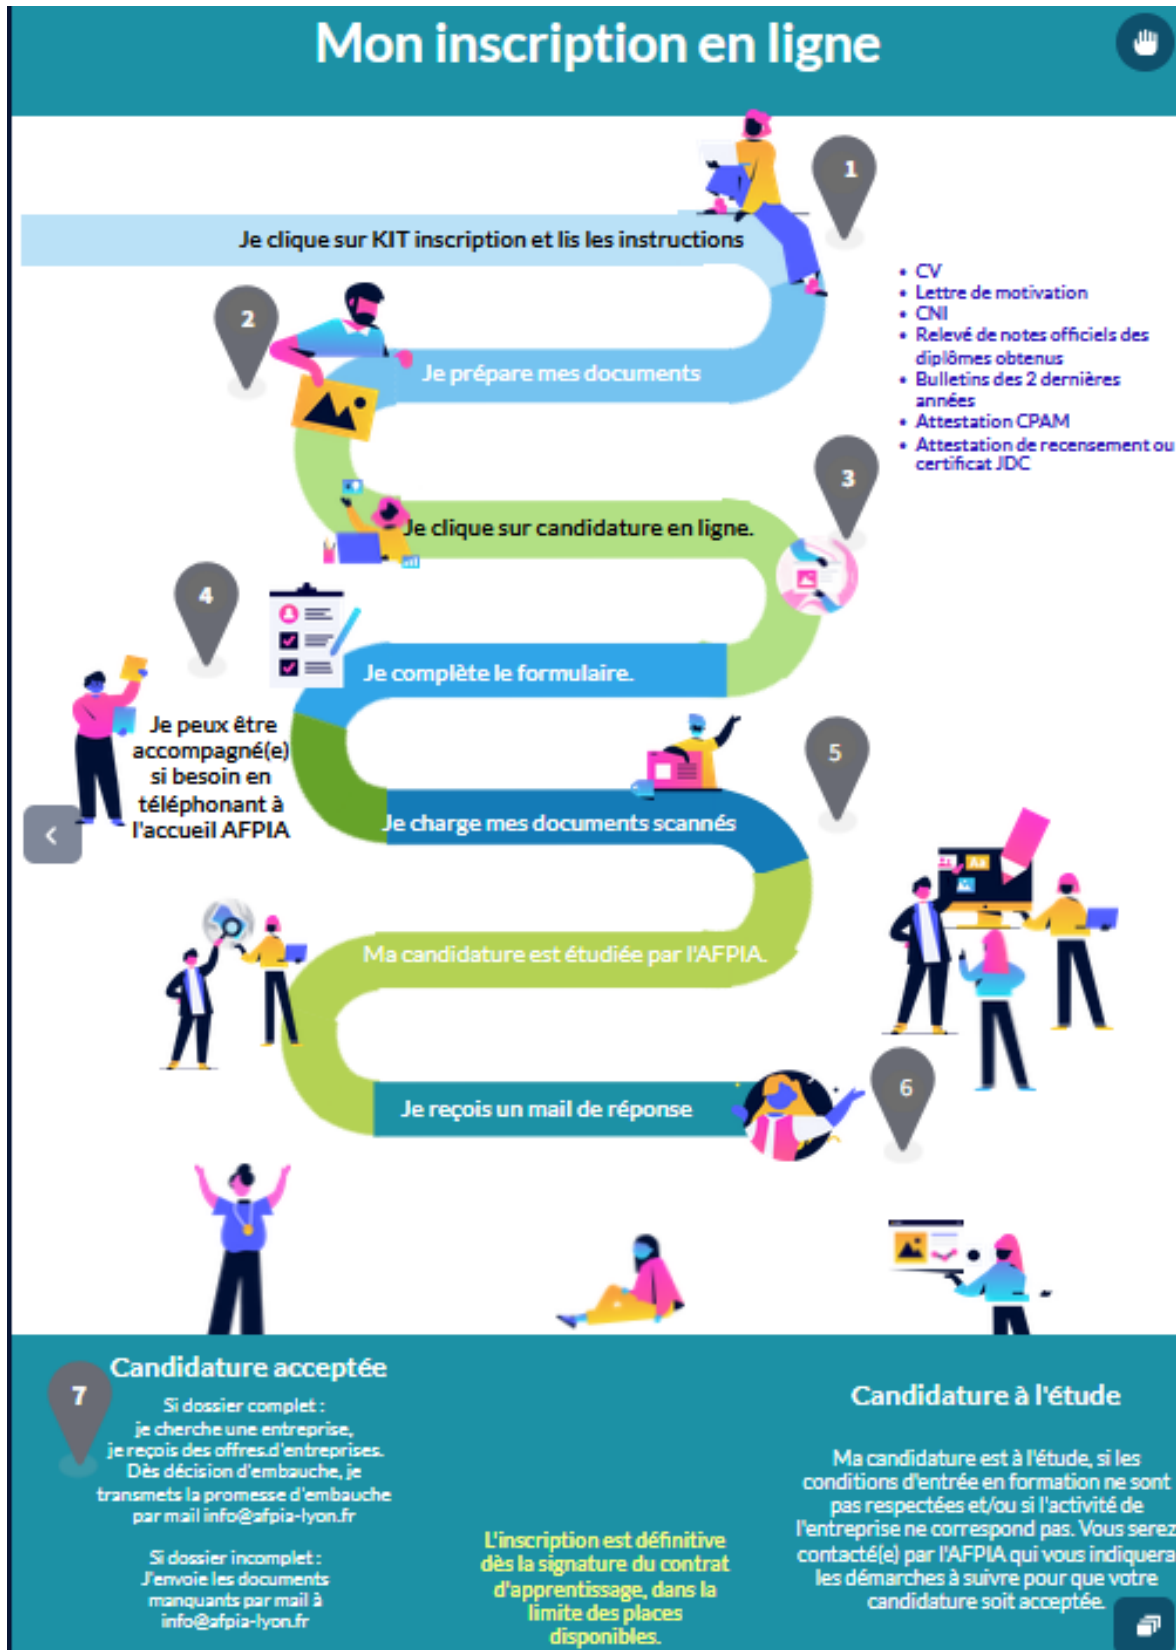 Mon inscription en ligne
1
Je clique sur KIT inscription et lis les instructions
• CV
• Lettre de motivation
• CNI
• Relevé de notes officiels des
diplômes obtenus
• Bulletins des 2 dernières
années
• Attestation CPAM
• Attestation de recensement ou
certificat JDC
2
Je prépare mes documents
3
Je clique sur candidature en ligne.
4
Je complète le formulaire.
Je peux être
accompagné(e)
si besoin en
téléphonant à
l'accueil AFPIA
5
Je charge mes documents scannés
Aa
Ma candidature est étudiée par l'AFPIA.
6
Je reçois un mail de réponse
7
Candidature acceptée
Si dossier complet :
je cherche une entreprise,
je reçois des offres.d'entreprises.
Dès décision d'embauche, je
transmets la promesse d'embauche
par mail info@afpia-lyon.fr
Si dossier incomplet :
J'envoie les documents
manquants par mail à
info@afpia-lyon.fr
L'inscription est définitive
dès la signature du contrat
d'apprentissage, dans la
limite des places
disponibles.
Candidature à l'étude
Ma candidature est à l'étude, si les
conditions d'entrée en formation ne sont
pas respectées et/ou si l'activité de
l'entreprise ne correspond pas. Vous serez
contacté(e) par l'AFPIA qui vous indiquera
les démarches à suivre pour que votre
candidature soit acceptée.